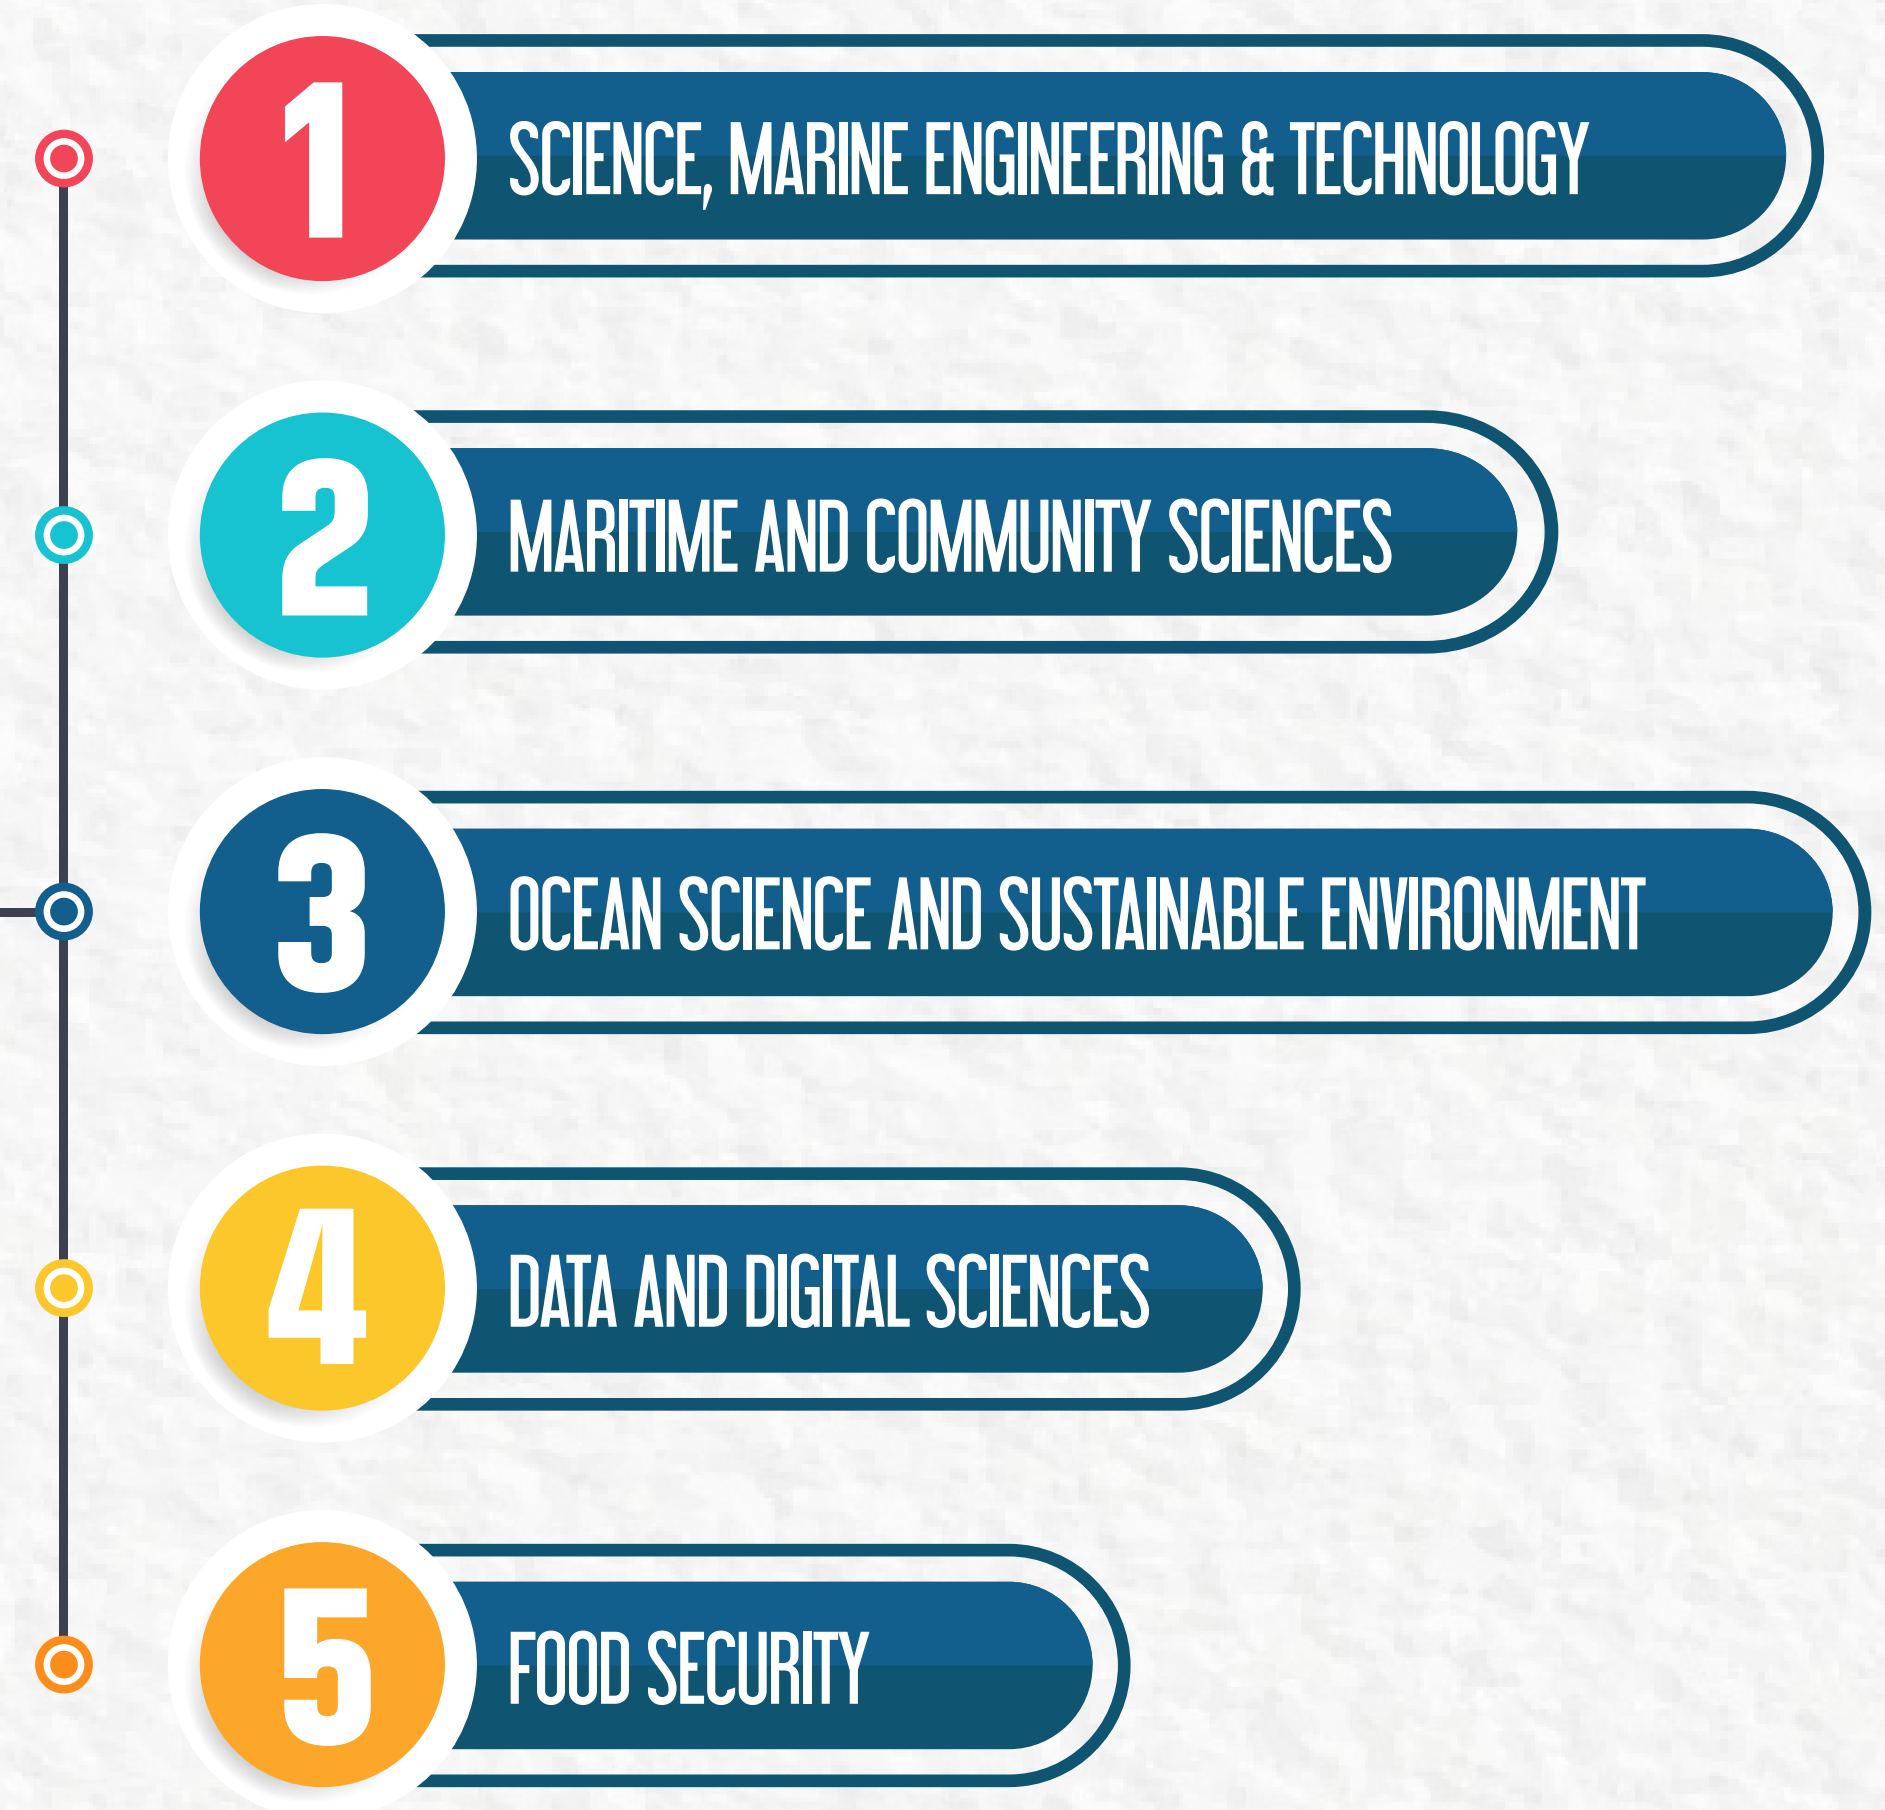 1
SCIENCE, MARINE ENGINEERING & TECHNOLOGY
2
MARITIME AND COMMUNITY SCIENCES
3
OCEAN SCIENCE AND SUSTAINABLE ENVIRONMENT
4
DATA AND DIGITAL SCIENCES
5
FOOD SECURITY